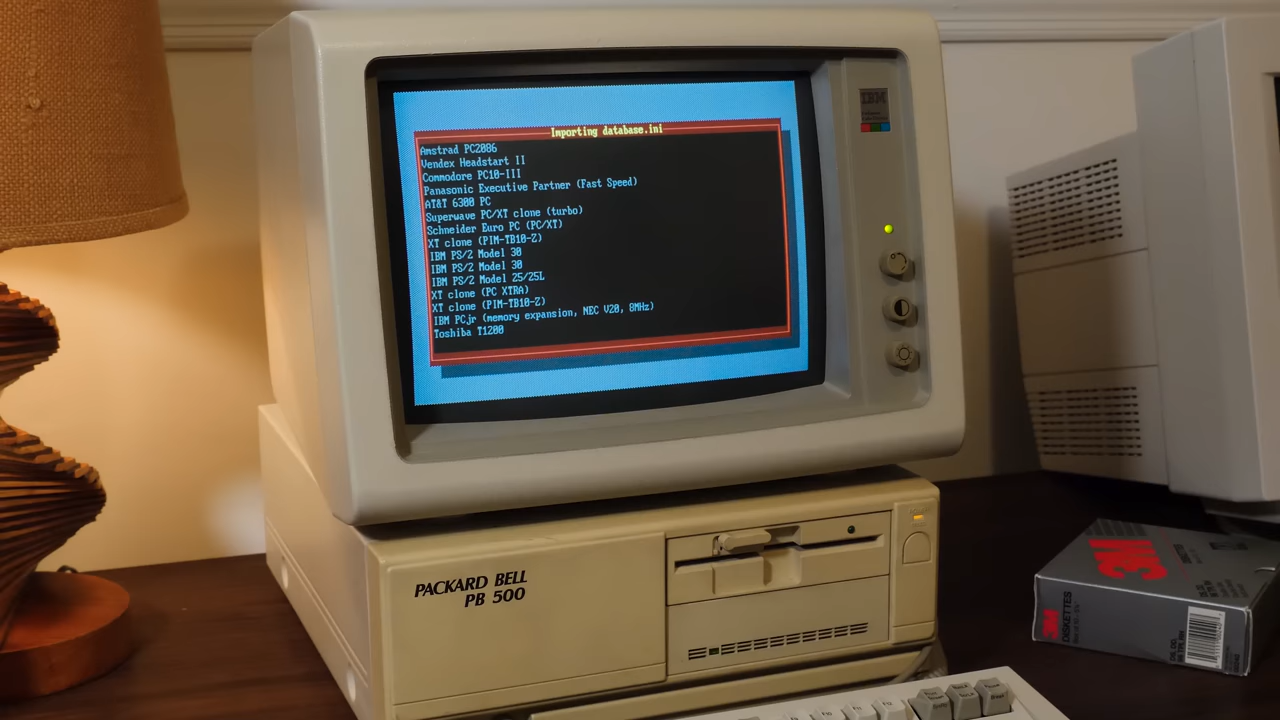 Importing database.ini
Amstrad PC2086
Vendex Headstart II
Commodore PC10-III
Panasonic Executive Partner (Fast Speed)
AT&T 6300 PC
Superwave PC/XT clone (turbo)
Schneider Euro PC (PC/XT)
XT clone (PIM-TB10-Z)
IBM PS/2 Model 30
IBM PS/2 Model 30
IBM PS/2 Model 25/25L
XT clone (PC XTRA)
XT clone (PIM-TB10-Z)
IBM PCjr (memory expansion, NEC V20, 8MHz)
Toshiba T1200
IBM
PACKARD BELL
PB 500
3M
3M
DISKETTES